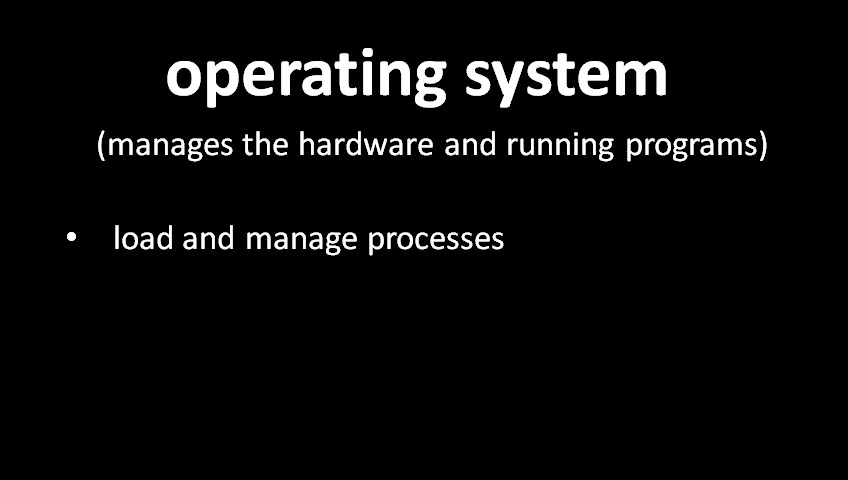 operating system
(manages the hardware and running programs)
• load and manage processes